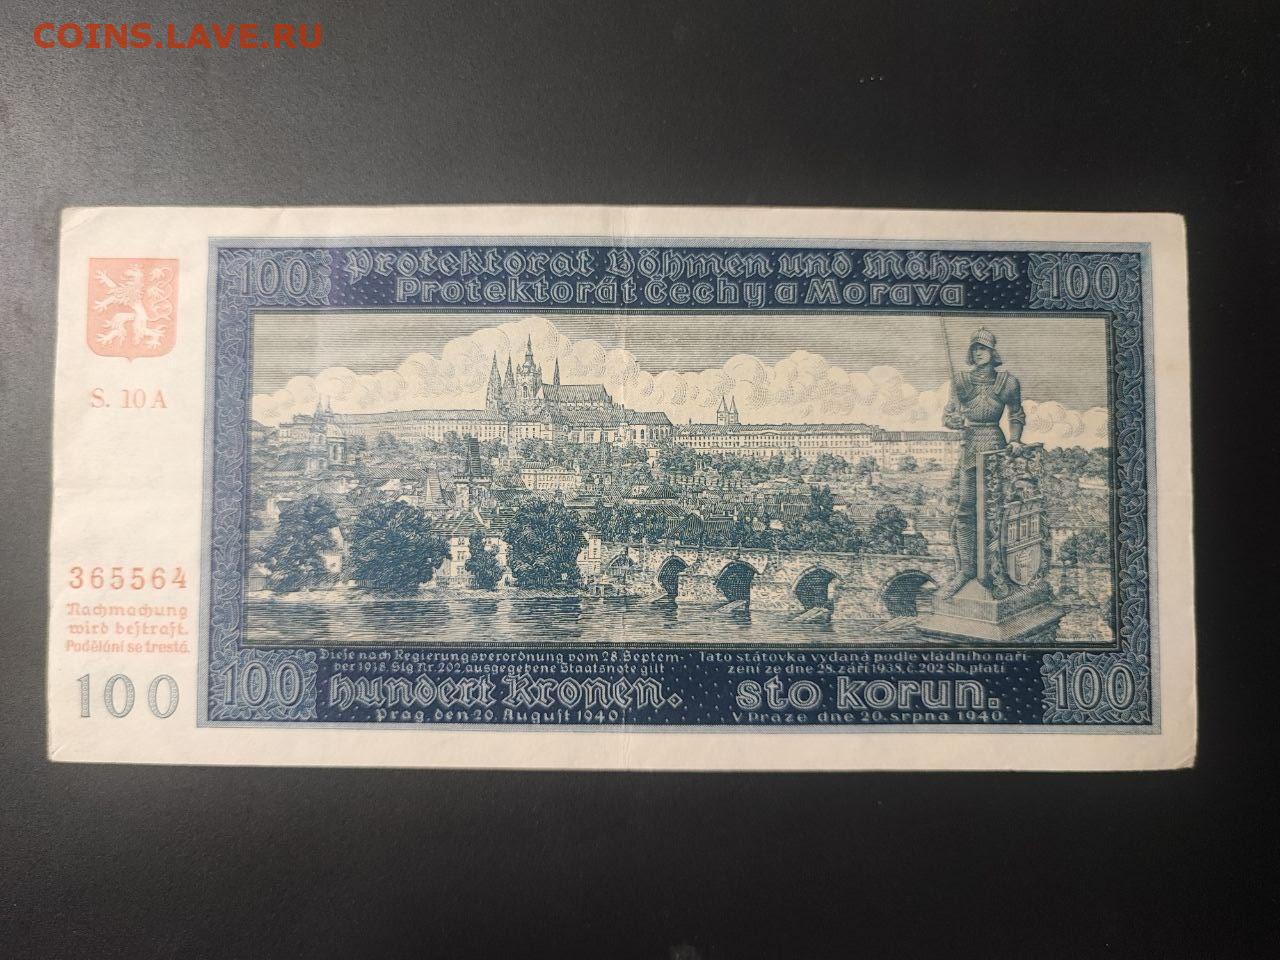 COINS.LAVE.RU
100 Protektorat Böhmen und Mähren 100
Protektorát Čechy a Morava
S. 10 A
365564
Nachmachung
wird bestraft.
Padělání se trestá.
100
Diese nach Regierungsverordnung vom 28. Septem-
ber 1938. Slg Nr. 202 ausgegebene Staatsnote gilt
Tato státovka vydaná podle vládního naří-
zení ze dne 28. září 1938. č. 202 Sb. platí
100 hundert Kronen. sto korun. 100
Prag, den 20. August 1940
V Praze dne 20. srpna 1940.